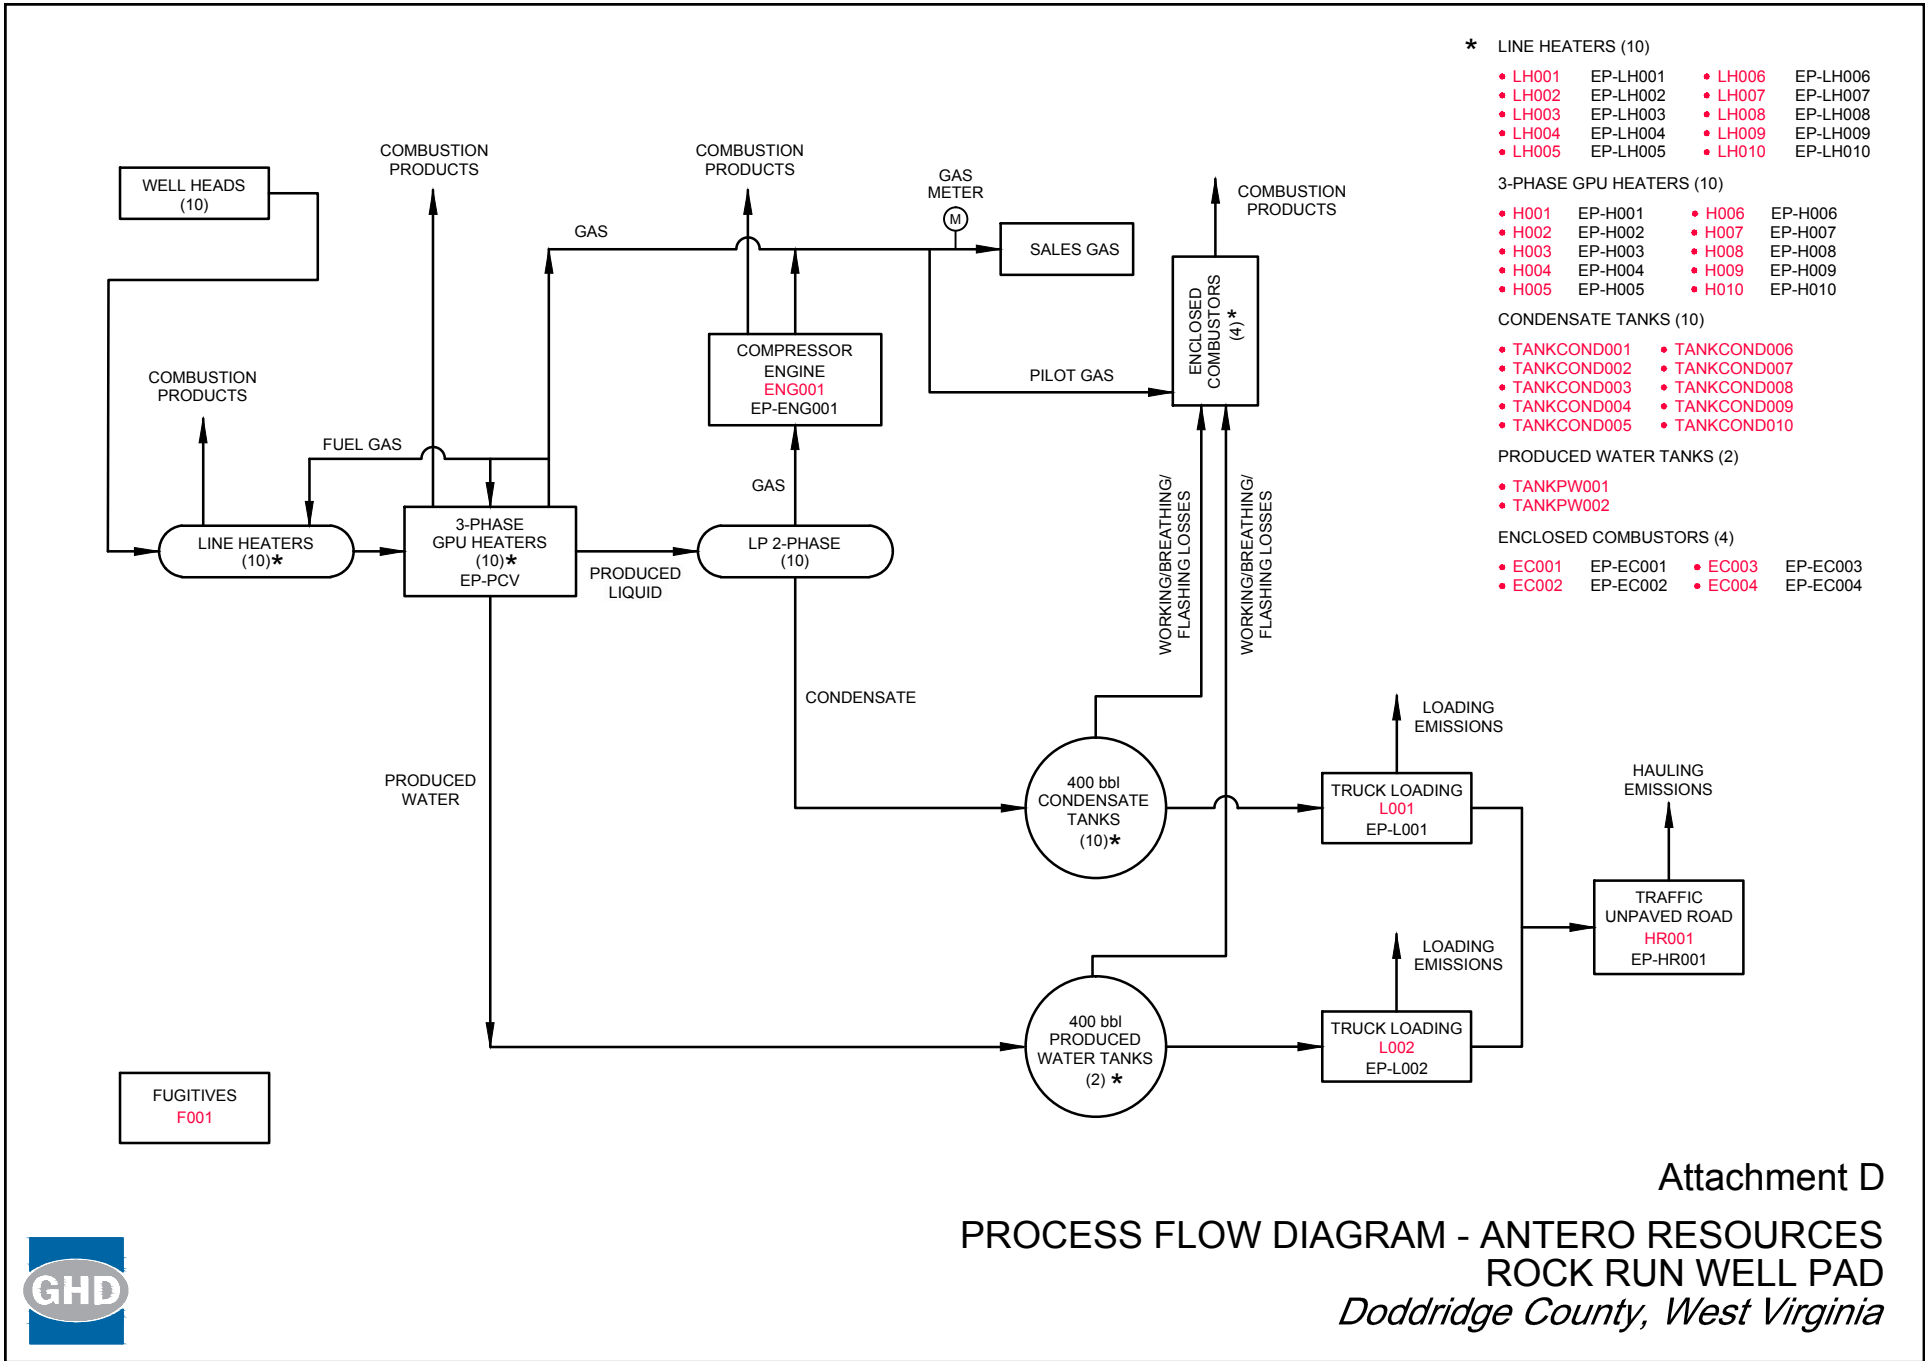 * LINE HEATERS (10)
• LH001 EP-LH001 • LH006 EP-LH006
• LH002 EP-LH002 • LH007 EP-LH007
• LH003 EP-LH003 • LH008 EP-LH008
• LH004 EP-LH004 • LH009 EP-LH009
• LH005 EP-LH005 • LH010 EP-LH010
3-PHASE GPU HEATERS (10)
• H001 EP-H001 • H006 EP-H006
• H002 EP-H002 • H007 EP-H007
• H003 EP-H003 • H008 EP-H008
• H004 EP-H004 • H009 EP-H009
• H005 EP-H005 • H010 EP-H010
CONDENSATE TANKS (10)
• TANKCOND001 • TANKCOND006
• TANKCOND002 • TANKCOND007
• TANKCOND003 • TANKCOND008
• TANKCOND004 • TANKCOND009
• TANKCOND005 • TANKCOND010
PRODUCED WATER TANKS (2)
• TANKPW001
• TANKPW002
ENCLOSED COMBUSTORS (4)
• EC001 EP-EC001 • EC003 EP-EC003
• EC002 EP-EC002 • EC004 EP-EC004
WELL HEADS
(10)
COMBUSTION
PRODUCTS
COMBUSTION
PRODUCTS
GAS
METER
M
COMBUSTION
PRODUCTS
GAS
SALES GAS
ENCLOSED
COMBUSTORS
(4)*
COMPRESSOR
ENGINE
ENG001
EP-ENG001
PILOT GAS
COMBUSTION
PRODUCTS
FUEL GAS
GAS
LINE HEATERS
(10)*
3-PHASE
GPU HEATERS
(10)*
EP-PCV
PRODUCED
LIQUID
LP 2-PHASE
(10)
WORKING/BREATHING/
FLASHING LOSSES
WORKING/BREATHING/
FLASHING LOSSES
CONDENSATE
PRODUCED
WATER
400 bbl
CONDENSATE
TANKS
(10)*
LOADING
EMISSIONS
TRUCK LOADING
L001
EP-L001
HAULING
EMISSIONS
TRAFFIC
UNPAVED ROAD
HR001
EP-HR001
LOADING
EMISSIONS
400 bbl
PRODUCED
WATER TANKS
(2) *
TRUCK LOADING
L002
EP-L002
FUGITIVES
F001
Attachment D
PROCESS FLOW DIAGRAM - ANTERO RESOURCES
ROCK RUN WELL PAD
Doddridge County, West Virginia
GHD